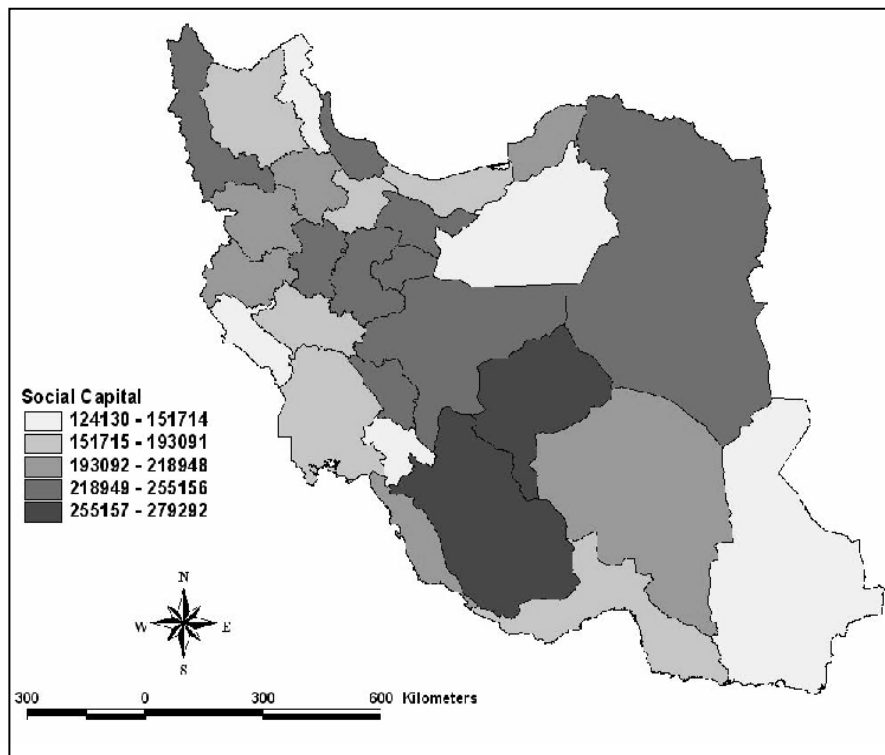 Social Capital
124130 - 151714
151715 - 193091
193092 - 218948
218949 - 255156
255157 - 279292
N
W E
S
300 0 300 600 Kilometers